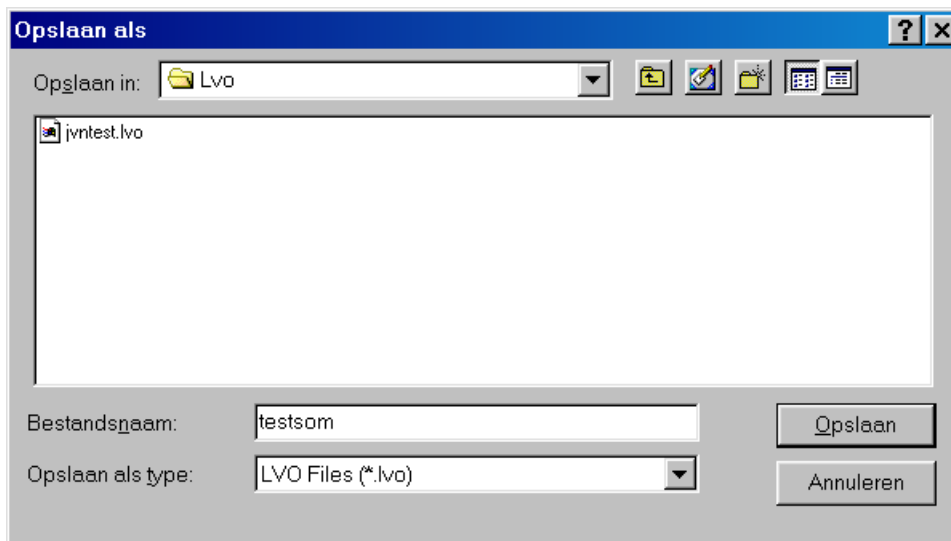 Opslaan als
Opslaan in: Lvo
jvntest.lvo
Bestandsnaam: testsom Opslaan
Opslaan als type: LVO Files (*.lvo) Annuleren